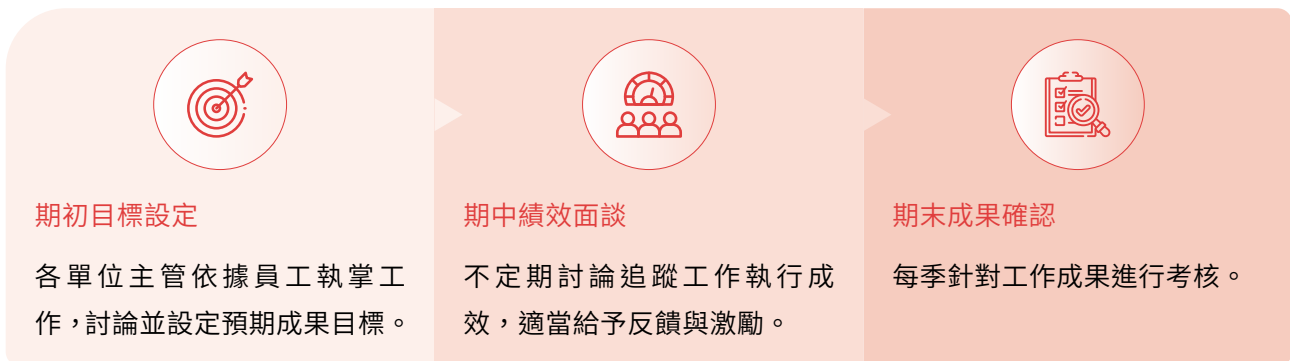 期初目標設定
各單位主管依據員工執掌工
作，討論並設定預期成果目標。
期中績效面談
不定期討論追蹤工作執行成
效，適當給予反饋與激勵。
期末成果確認
每季針對工作成果進行考核。